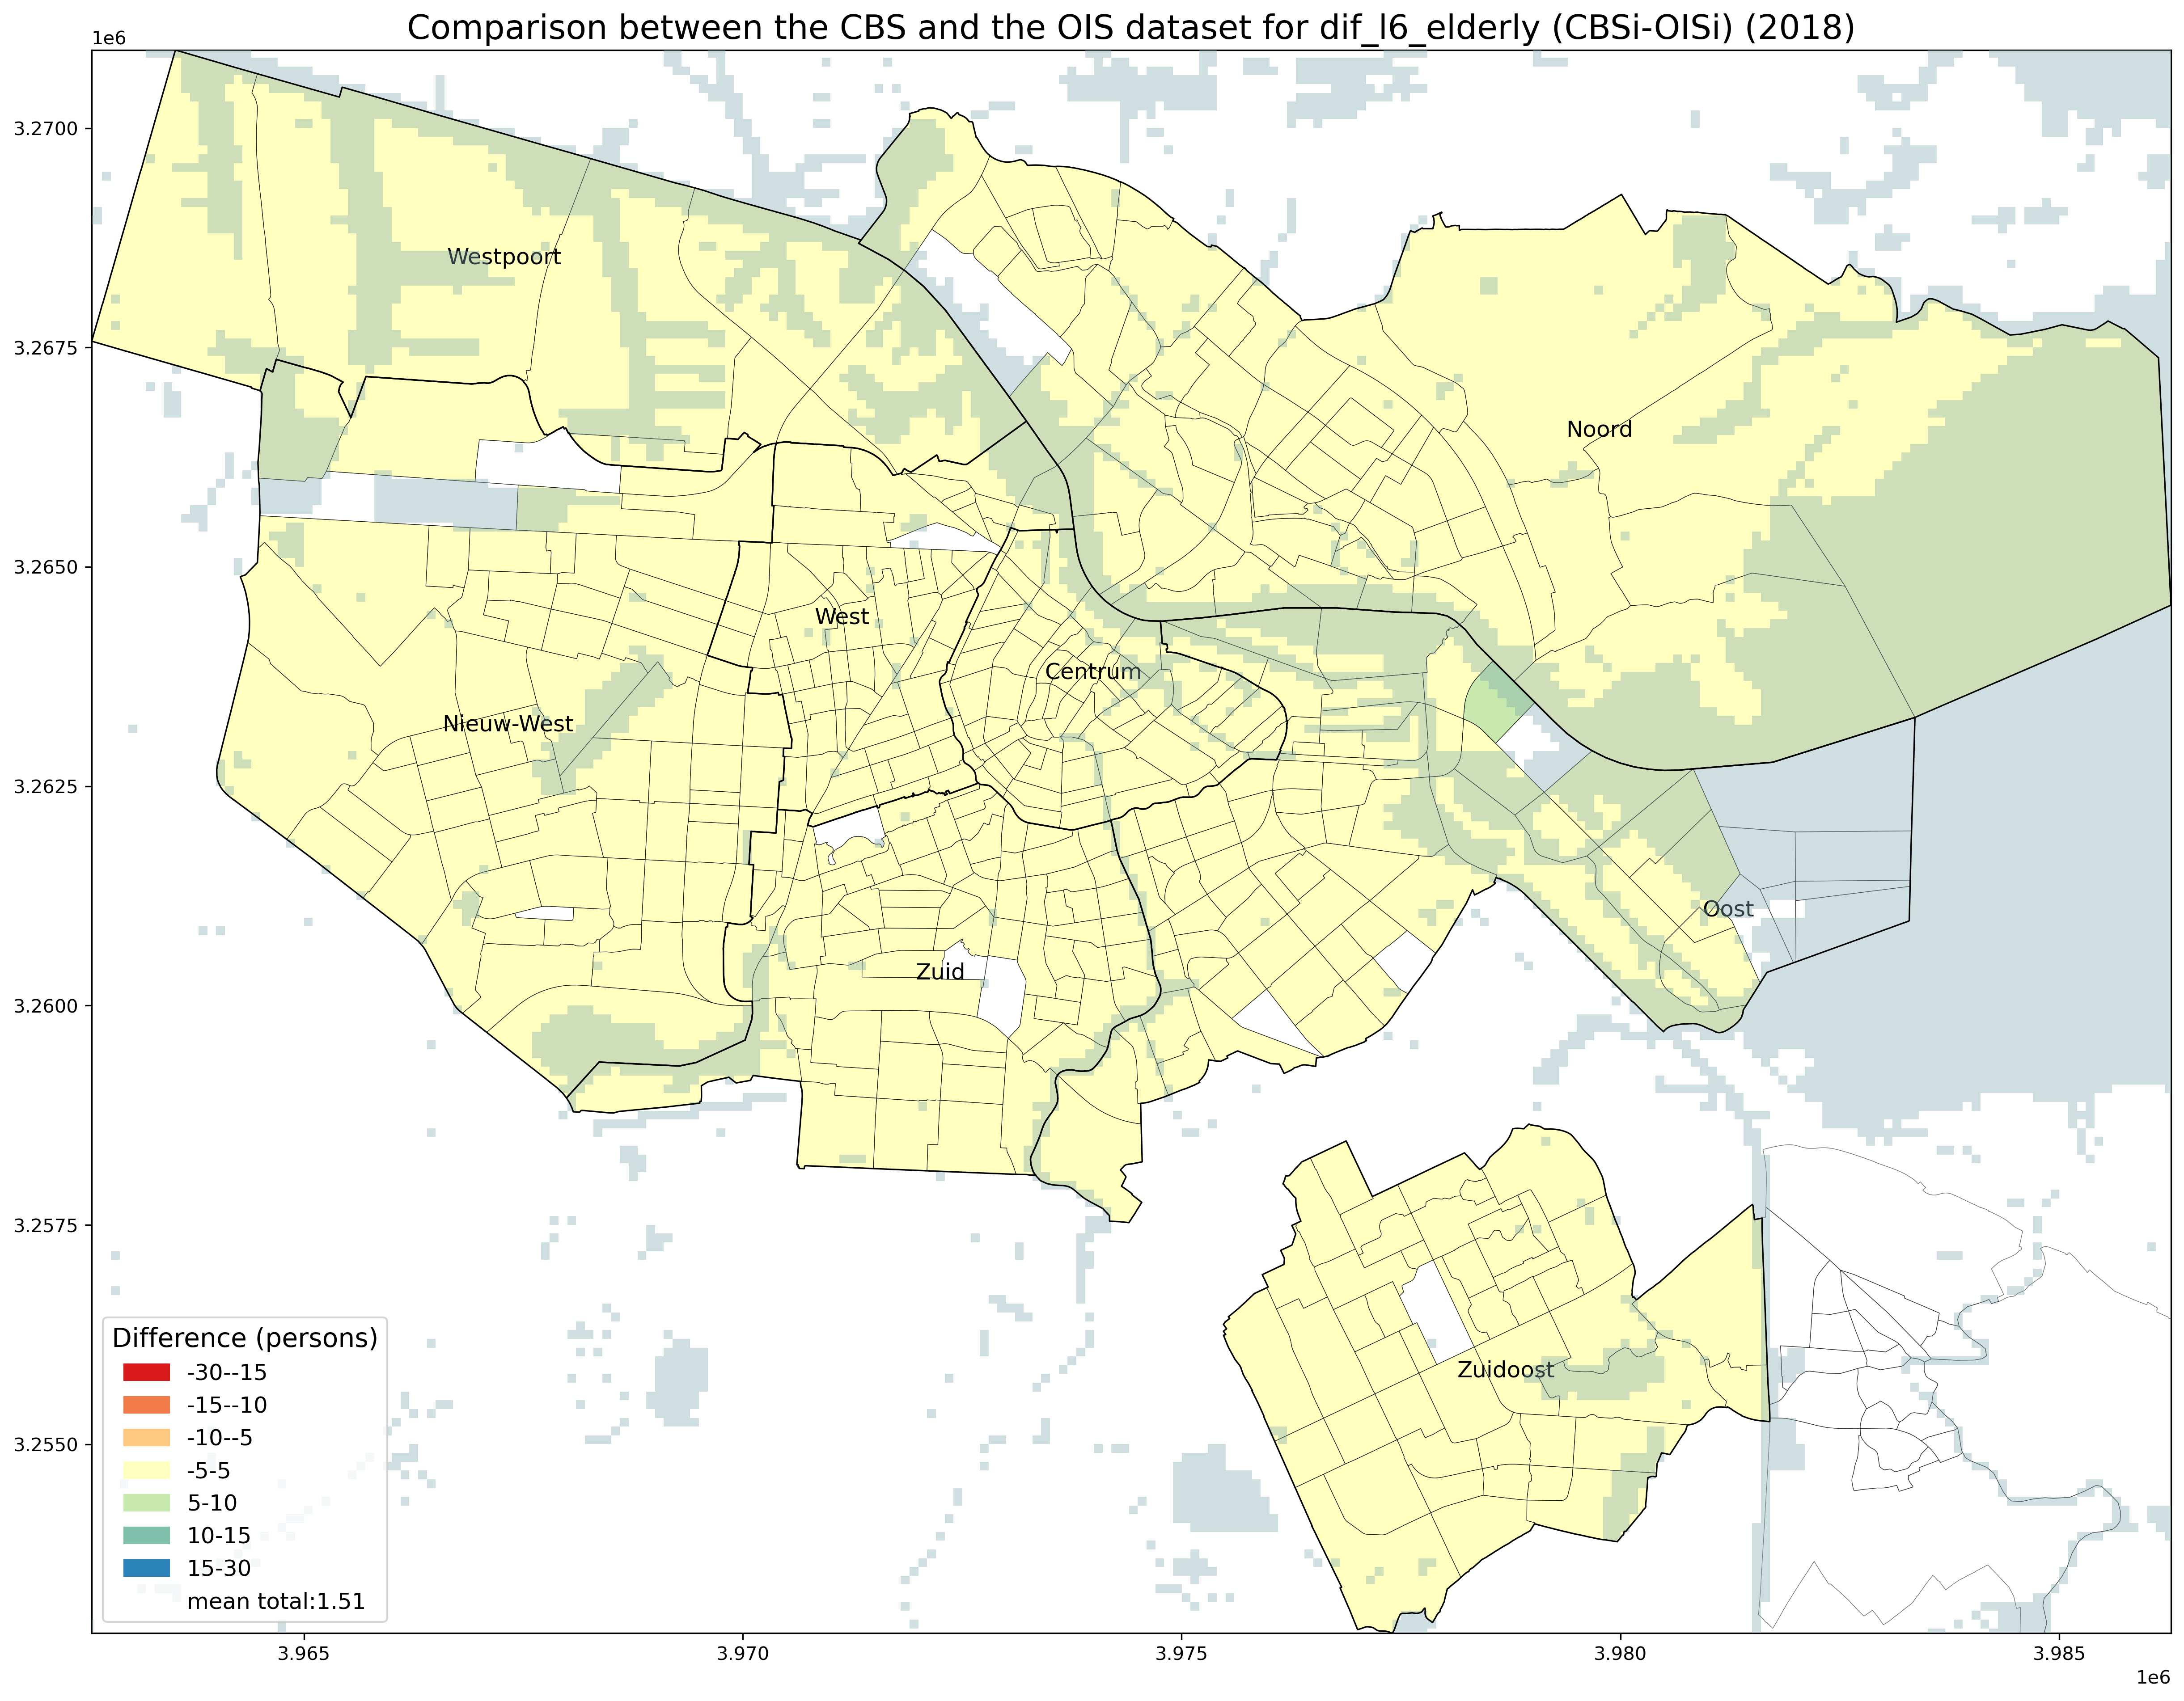 Comparison between the CBS and the OIS dataset for dif_l6_elderly (CBSi-OISi) (2018)
1e6
3.2700
3.2675
3.2650
3.2625
3.2600
3.2575
3.2550
Westpoort
Noord
West
Centrum
Nieuw-West
Oost
Zuid
Zuidoost
Difference (persons)
-30--15
-15--10
-10--5
-5-5
5-10
10-15
15-30
mean total:1.51
3.965
3.970
3.975
3.980
3.985
1e6